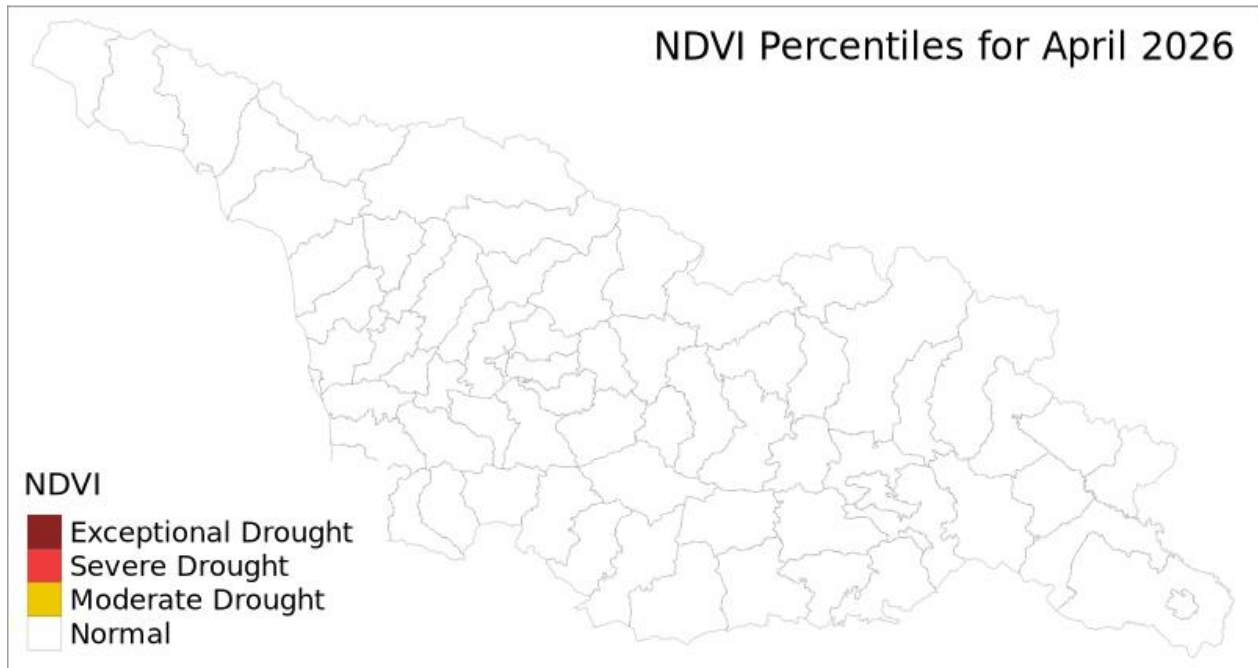 NDVI Percentiles for April 2026
NDVI
Exceptional Drought
Severe Drought
Moderate Drought
Normal